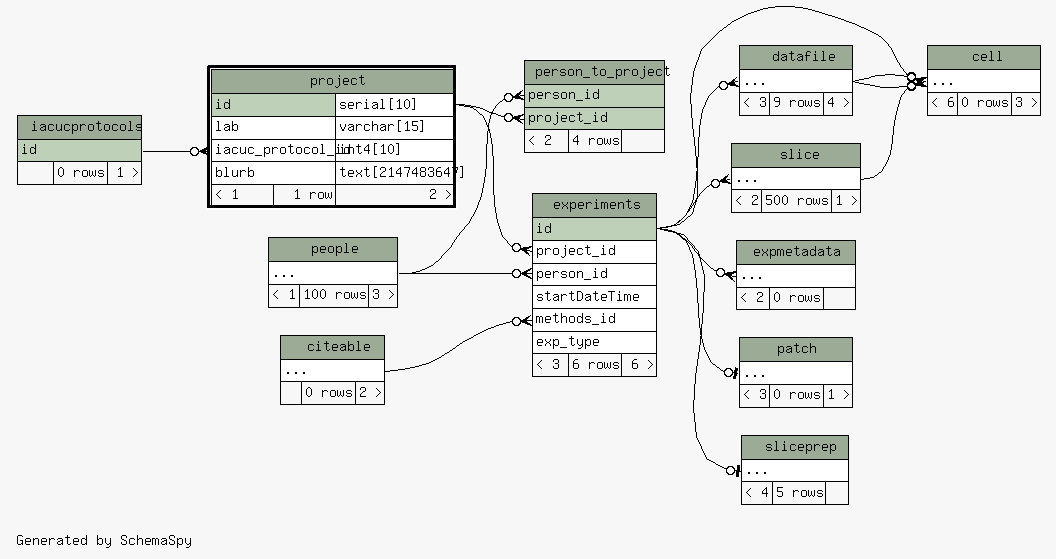 iacucprotocols
id
0 rows 1 >
project
id serial[10]
lab varchar[15]
iacuc_protocol_id int4[10]
blurb text[2147483647]
< 1 1 row 2 >
people
...
< 1 100 rows 3 >
citeable
...
0 rows 2 >
person_to_project
person_id
project_id
< 2 4 rows
experiments
id
project_id
person_id
startDateTime
methods_id
exp_type
< 3 6 rows 6 >
datafile
...
< 3 9 rows 4 >
cell
...
< 6 0 rows 3 >
slice
...
< 2 500 rows 1 >
expmetadata
...
< 2 0 rows
patch
...
< 3 0 rows 1 >
sliceprep
...
< 4 5 rows
Generated by SchemaSpy